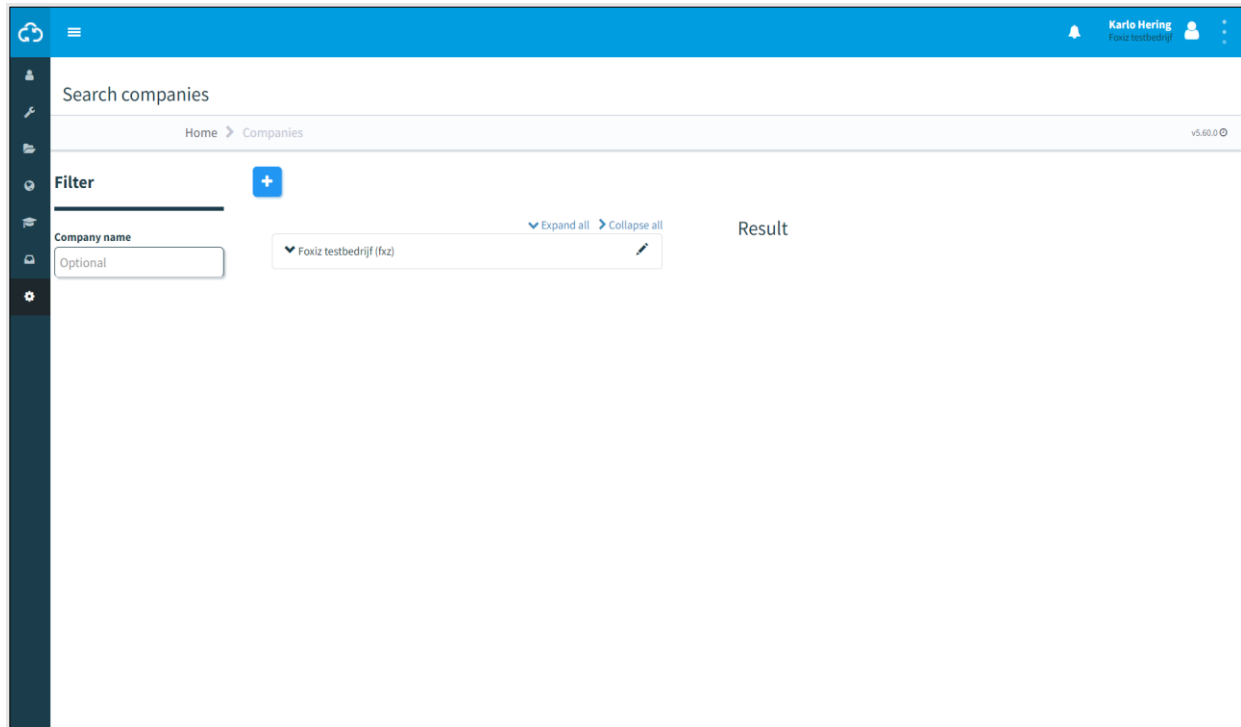 Karlo Hering
Foxiz testbedrijf
Search companies
Home Companies
v5.60.0
Filter
Expand all Collapse all
Result
Company name
Foxiz testbedrijf (fxz)
Optional